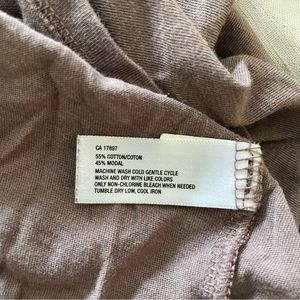 CA 17897
55% COTTON/COTON
45% MODAL
MACHINE WASH COLD GENTLE CYCLE
WASH AND DRY WITH LIKE COLORS
ONLY NON-CHLORINE BLEACH WHEN NEEDED
TUMBLE DRY LOW, COOL IRON